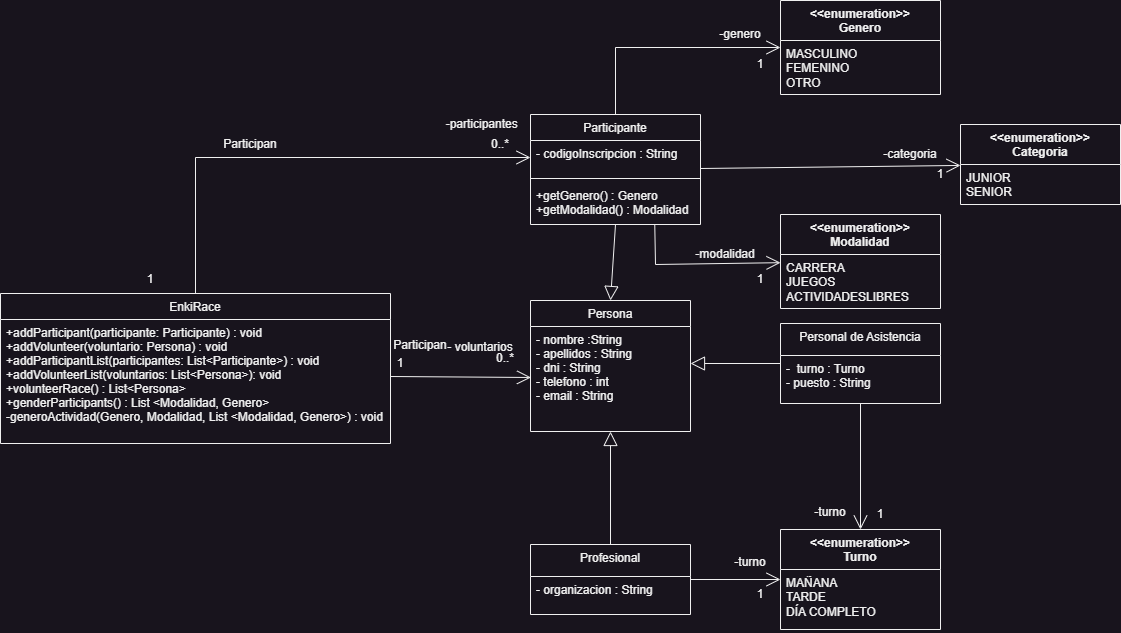 <<enumeration>>
Genero
MASCULINO
FEMENINO
OTRO
-genero
1
Participan
-participantes
0..*
Participante
- codigoInscripcion : String
+getGenero() : Genero
+getModalidad() : Modalidad
-categoria
1
<<enumeration>>
Categoria
JUNIOR
SENIOR
-modalidad
1
<<enumeration>>
Modalidad
CARRERA
JUEGOS
ACTIVIDADESLIBRES
1
EnkiRace
+addParticipant(participante: Participante) : void
+addVolunteer(voluntario: Persona) : void
+addParticipantList(participantes: List<Participante>) : void
+addVolunteerList(voluntarios: List<Persona>): void
+volunteerRace() : List<Persona>
+genderParticipants() : List <Modalidad, Genero>
-generoActividad(Genero, Modalidad, List <Modalidad, Genero>) : void
Participan
- voluntarios
1
0..*
Persona
- nombre :String
- apellidos : String
- dni : String
- telefono : int
- email : String
Personal de Asistencia
- turno : Turno
- puesto : String
-turno
1
Profesional
- organizacion : String
-turno
1
<<enumeration>>
Turno
MAÑANA
TARDE
DÍA COMPLETO